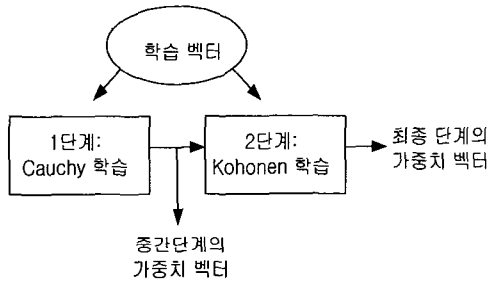 학습 벡터
1단계:
Cauchy 학습
2단계:
Kohonen 학습
최종 단계의
가중치 벡터
중간단계의
가중치 벡터